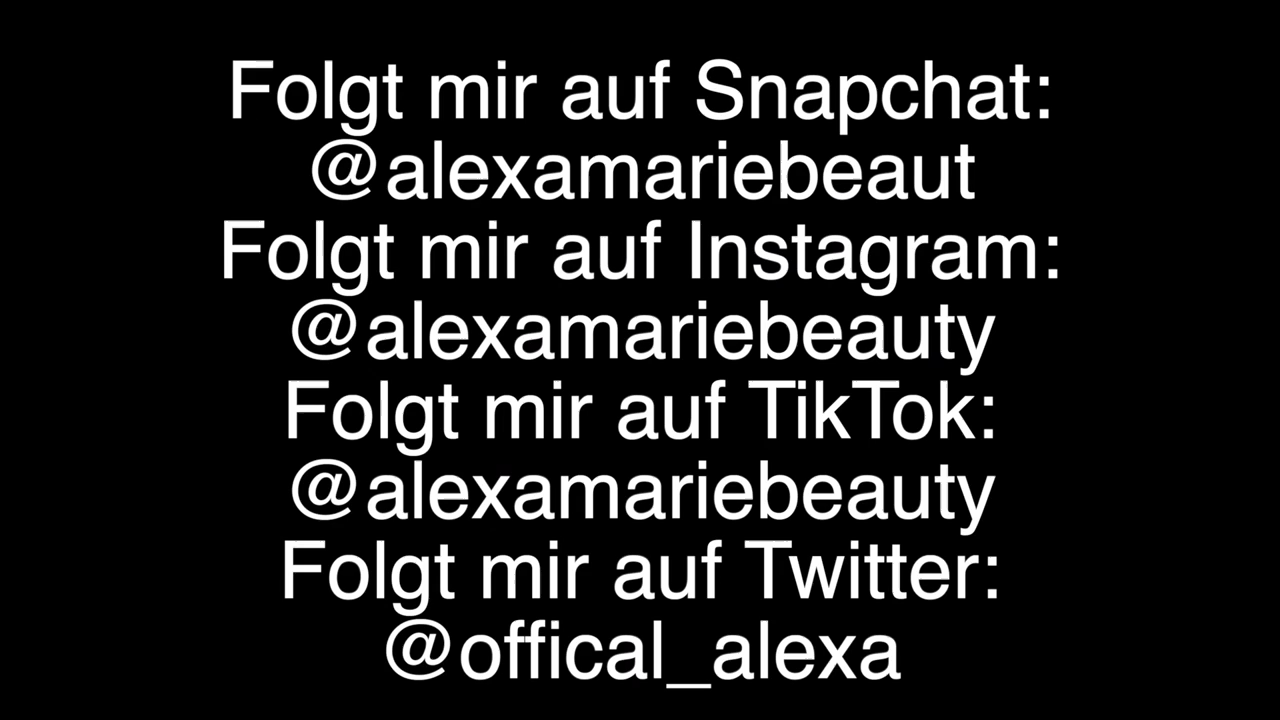 Folgt mir auf Snapchat:
@alexamariebeaut
Folgt mir auf Instagram:
@alexamariebeauty
Folgt mir auf TikTok:
@alexamariebeauty
Folgt mir auf Twitter:
@offical_alexa